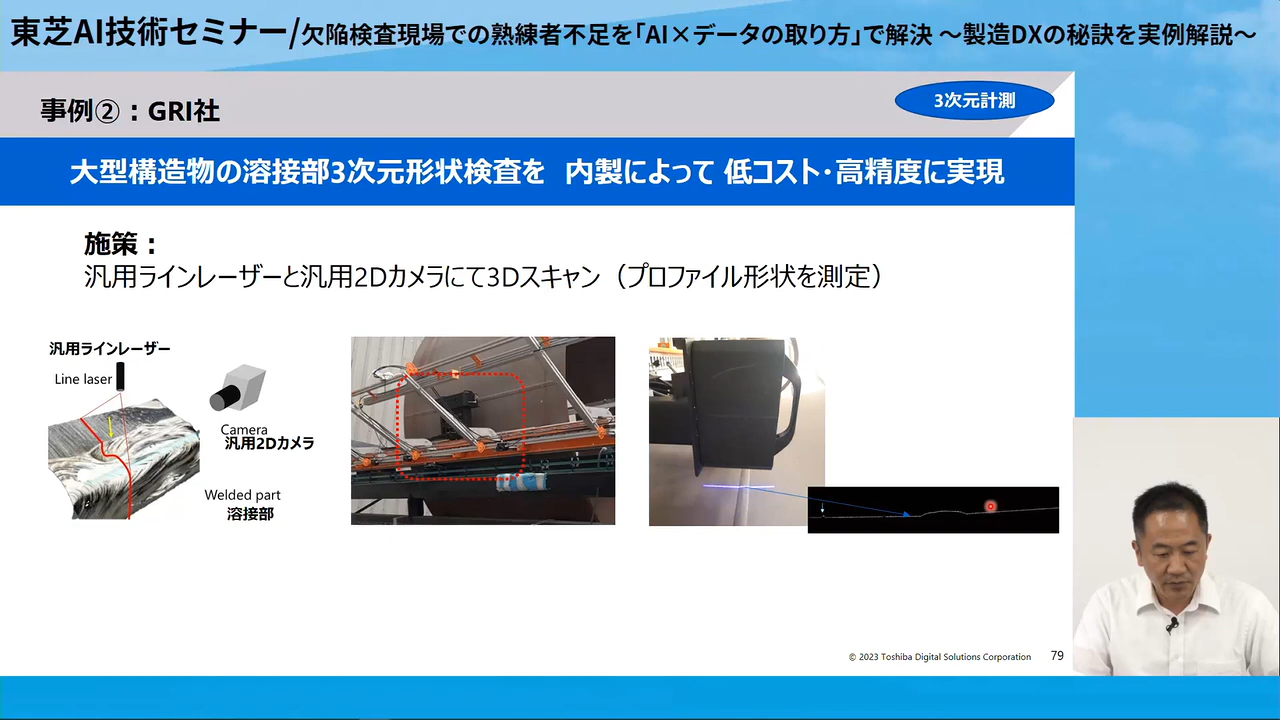 東芝AI技術セミナー/欠陥検査現場での熟練者不足を「AI×データの取り方」で解決 ～製造DXの秘訣を実例解説～
事例②：GRI社
3次元計測
大型構造物の溶接部3次元形状検査を 内製によって 低コスト・高精度に実現
施策：
汎用ラインレーザーと汎用2Dカメラにて3Dスキャン（プロファイル形状を測定）
汎用ラインレーザー
Line laser
Camera
汎用2Dカメラ
Welded part
溶接部
© 2023 Toshiba Digital Solutions Corporation
79